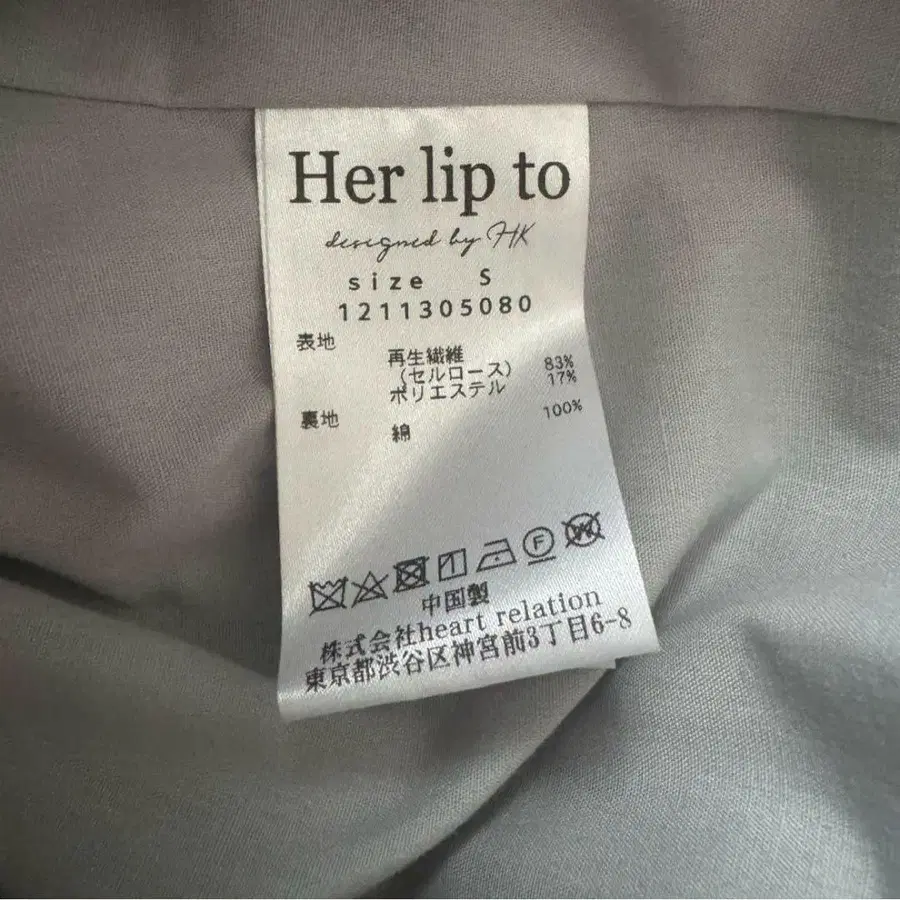 Her lip to
designed by HK
size S
1211305080
表地
再生繊維
(セルロース) 83%
ポリエステル 17%
裏地
綿 100%
F
W
中国製
株式会社heart relation
東京都渋谷区神宮前3丁目6-8